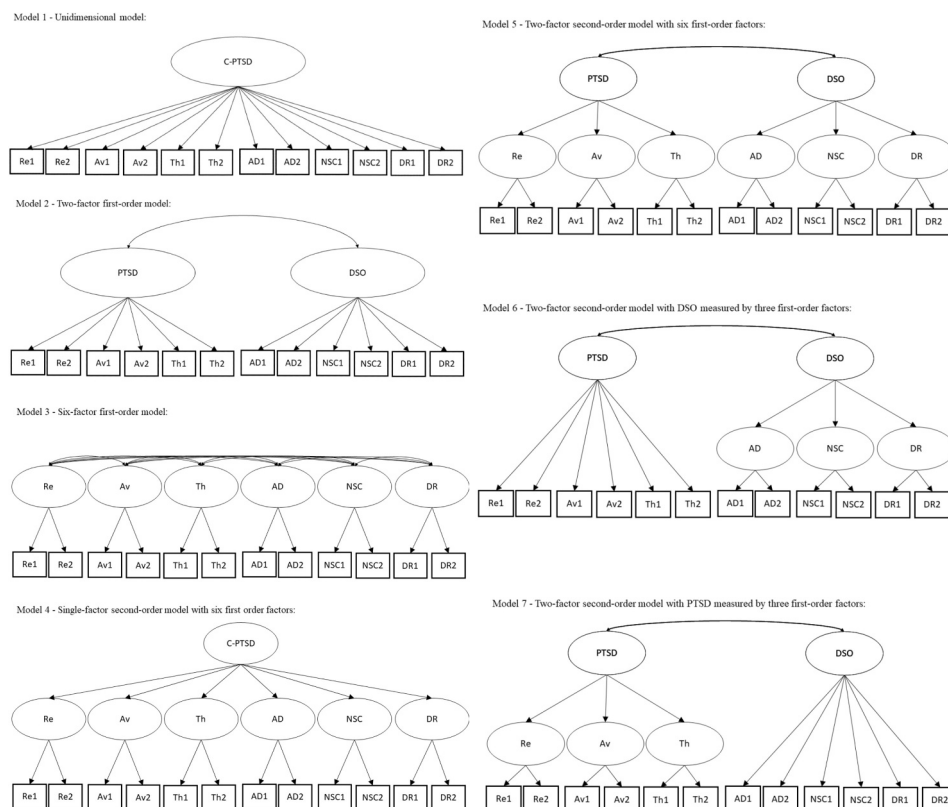 Model 1 - Unidimensional model:
C-PTSD
Re1 Re2 Av1 Av2 Th1 Th2 AD1 AD2 NSC1 NSC2 DR1 DR2
Model 2 - Two-factor first-order model:
PTSD DSO
Re1 Re2 Av1 Av2 Th1 Th2 AD1 AD2 NSC1 NSC2 DR1 DR2
Model 3 - Six-factor first-order model:
Re Av Th AD NSC DR
Re1 Re2 Av1 Av2 Th1 Th2 AD1 AD2 NSC1 NSC2 DR1 DR2
Model 4 - Single-factor second-order model with six first order factors:
C-PTSD
Re Av Th AD NSC DR
Re1 Re2 Av1 Av2 Th1 Th2 AD1 AD2 NSC1 NSC2 DR1 DR2
Model 5 - Two-factor second-order model with six first-order factors:
PTSD DSO
Re Av Th AD NSC DR
Re1 Re2 Av1 Av2 Th1 Th2 AD1 AD2 NSC1 NSC2 DR1 DR2
Model 6 - Two-factor second-order model with DSO measured by three first-order factors:
PTSD DSO
AD NSC DR
Re1 Re2 Av1 Av2 Th1 Th2 AD1 AD2 NSC1 NSC2 DR1 DR2
Model 7 - Two-factor second-order model with PTSD measured by three first-order factors:
PTSD DSO
Re Av Th
Re1 Re2 Av1 Av2 Th1 Th2 AD1 AD2 NSC1 NSC2 DR1 DR2